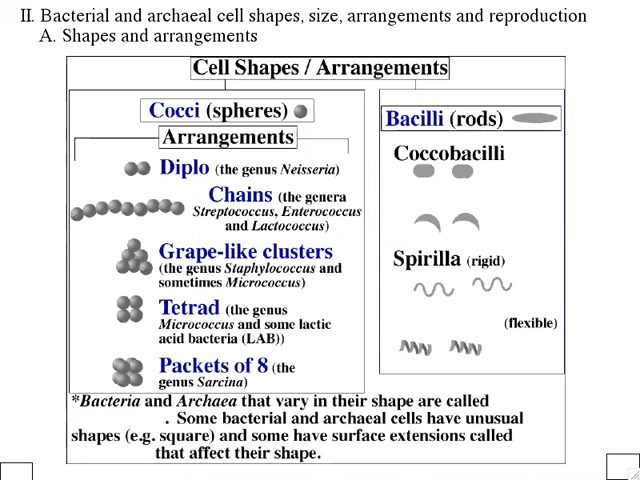 II. Bacterial and archaeal cell shapes, size, arrangements and reproduction
A. Shapes and arrangements
Cell Shapes / Arrangements
Cocci (spheres)
Arrangements
Diplo (the genus Neisseria)
Chains (the genera
Streptococcus, Enterococcus
and Lactococcus)
Grape-like clusters
(the genus Staphylococcus and
sometimes Micrococcus)
Tetrad (the genus
Micrococcus and some lactic
acid bacteria (LAB))
Packets of 8 (the
genus Sarcina)
Bacilli (rods)
Coccobacilli
Spirilla (rigid)
(flexible)
*Bacteria and Archaea that vary in their shape are called
. Some bacterial and archaeal cells have unusual
shapes (e.g. square) and some have surface extensions called
that affect their shape.